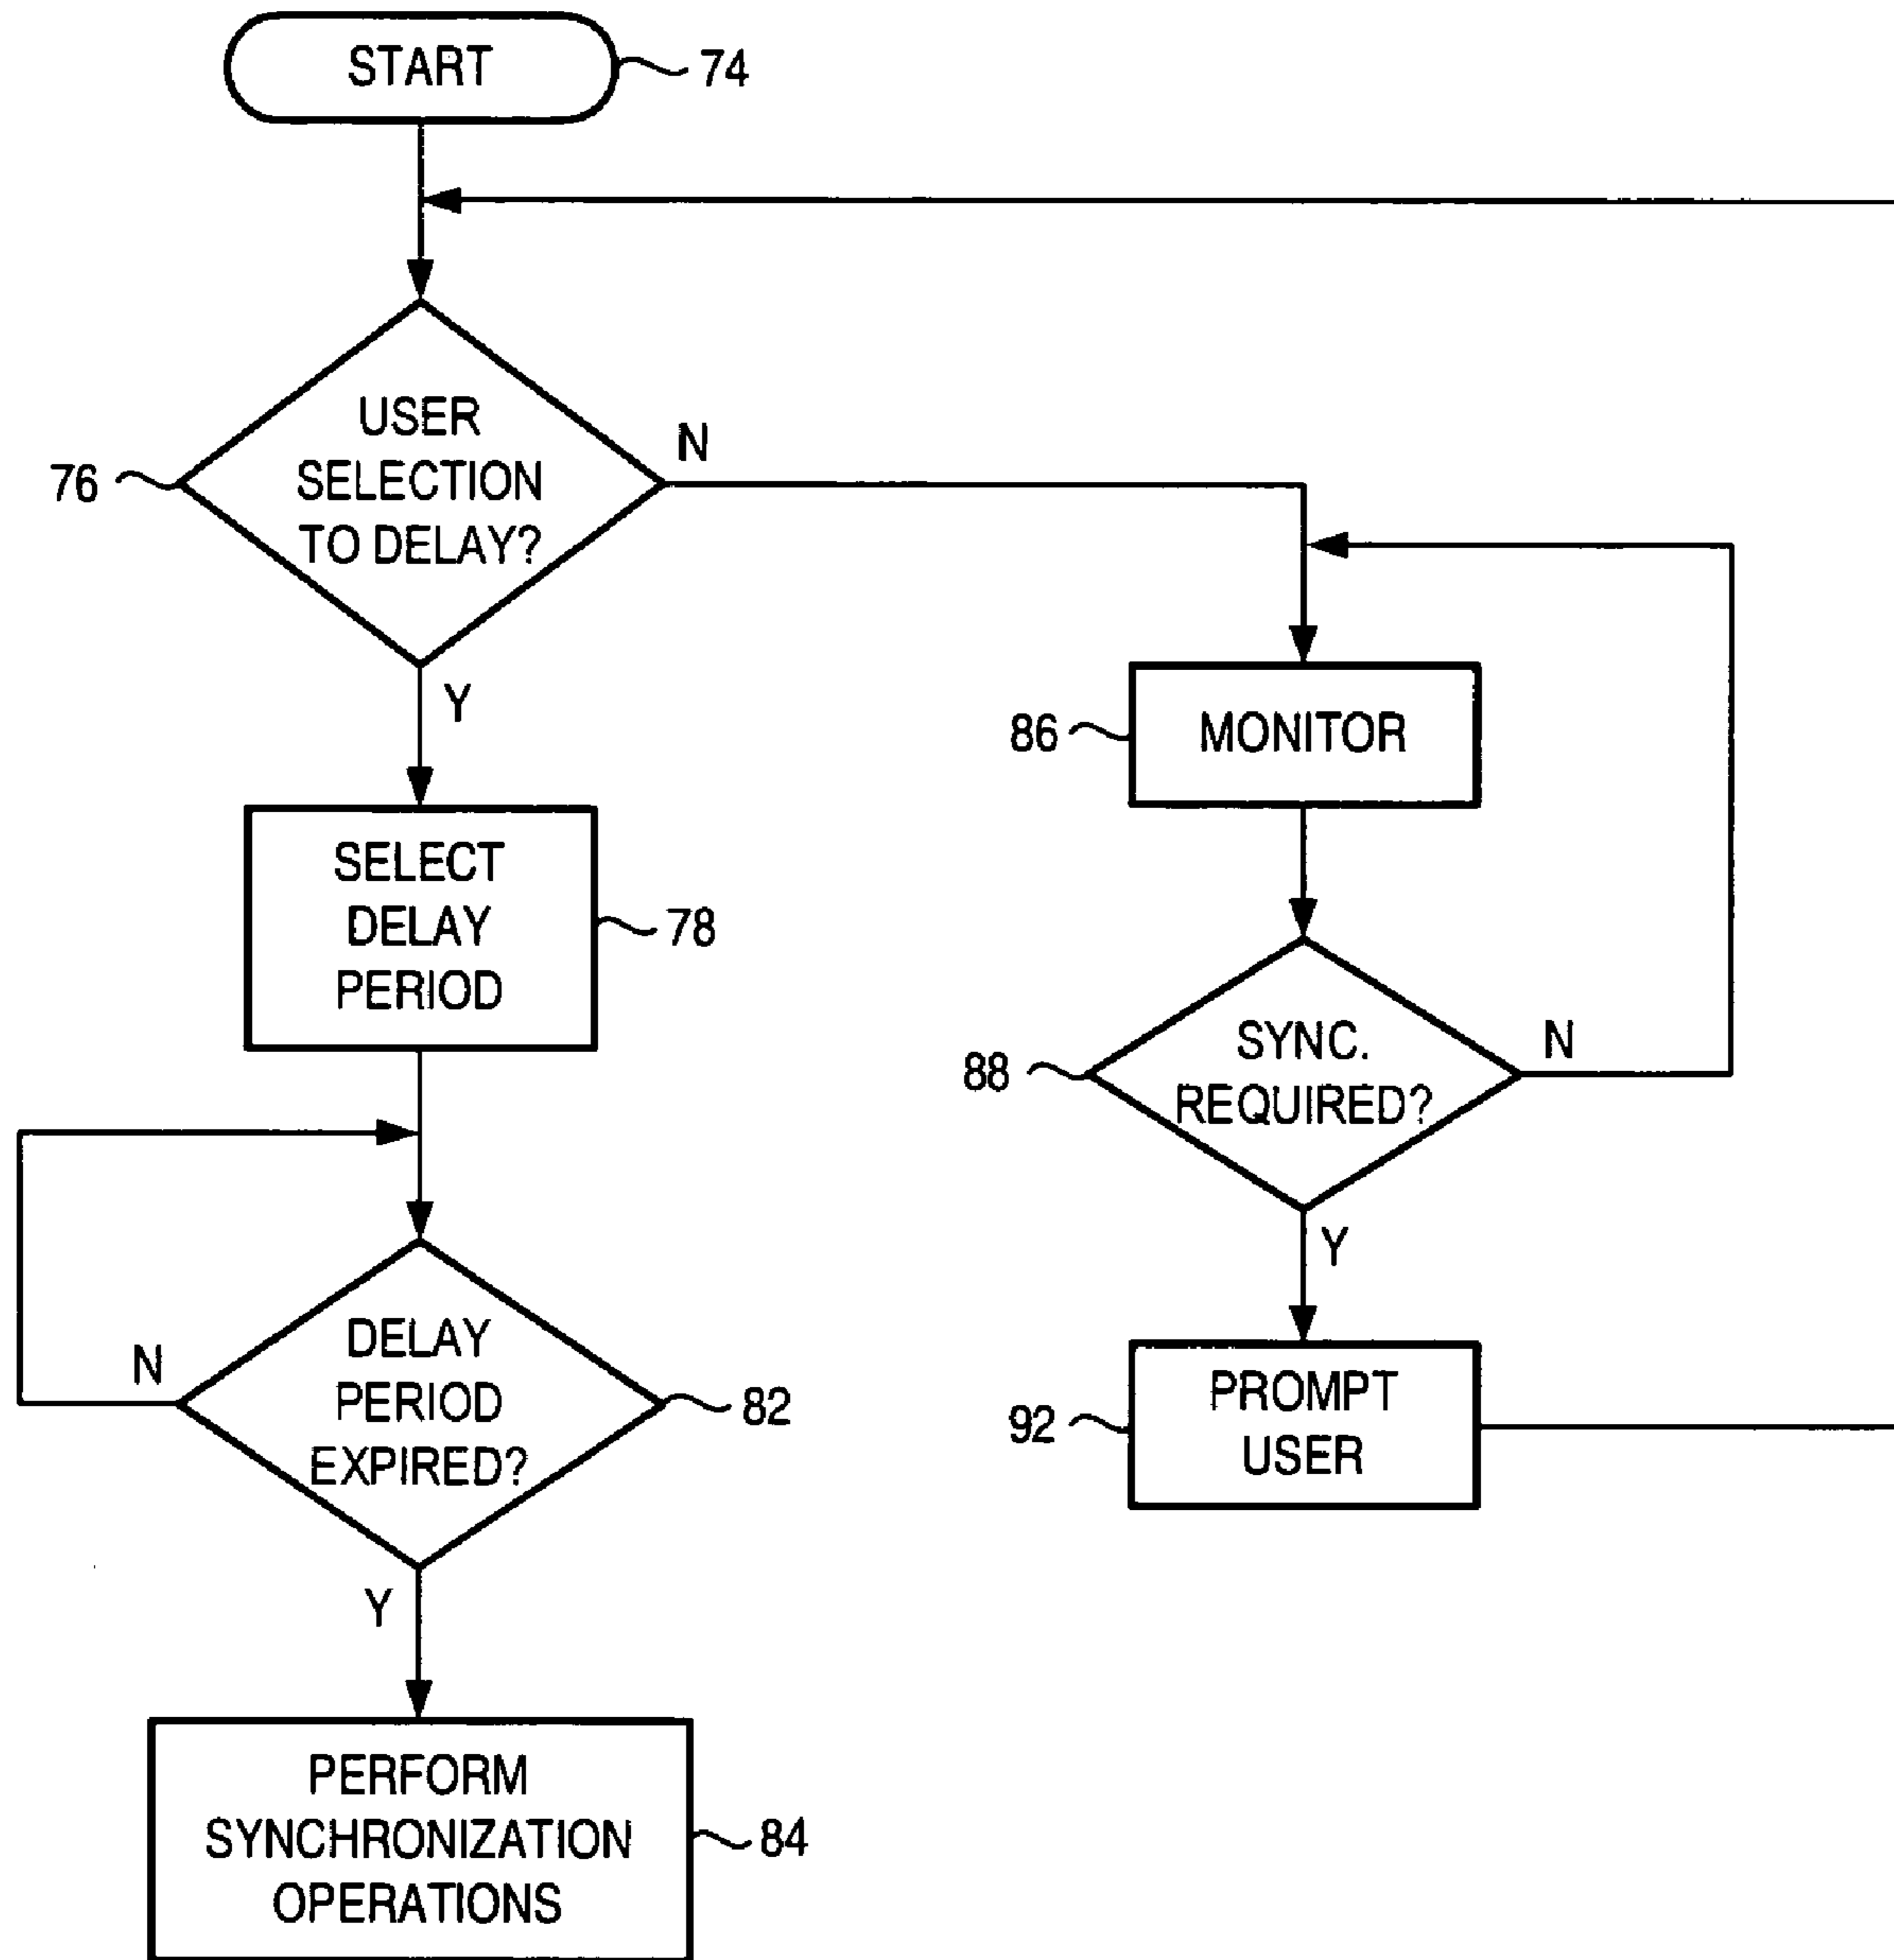 START
74
USER
SELECTION
TO DELAY?
76
N
Y
SELECT
DELAY
PERIOD
78
DELAY
PERIOD
EXPIRED?
N
82
Y
PERFORM
SYNCHRONIZATION
OPERATIONS
84
MONITOR
86
SYNC.
REQUIRED?
88
N
Y
PROMPT
USER
92